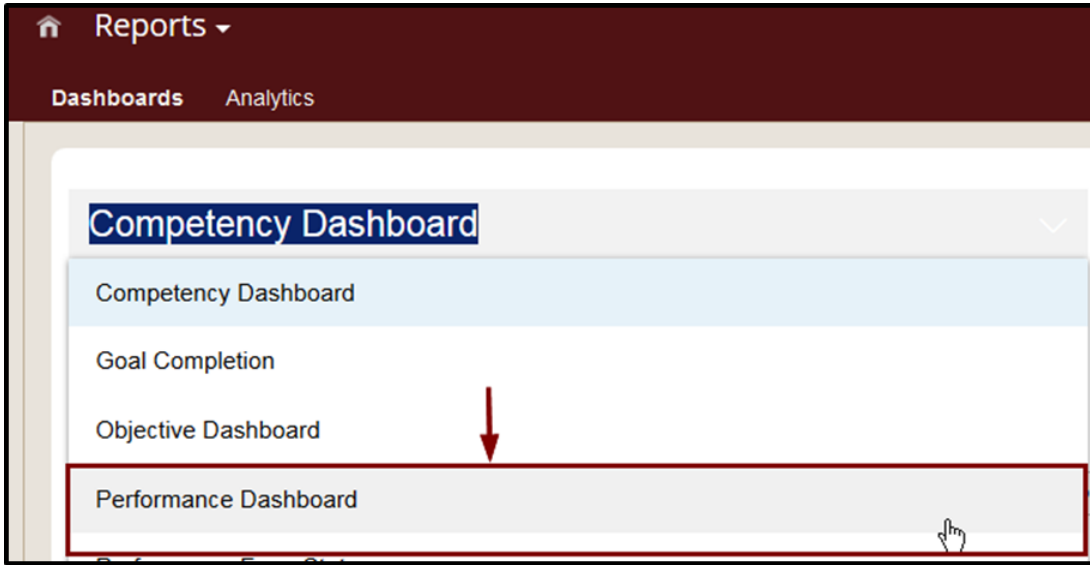 Reports
Dashboards Analytics
Competency Dashboard
Competency Dashboard
Goal Completion
Objective Dashboard
Performance Dashboard